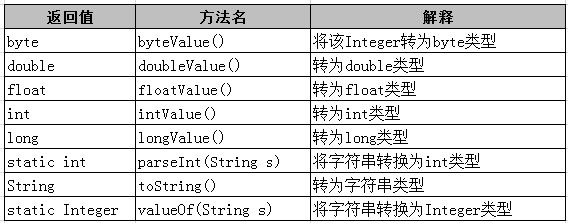 返回值 方法名 解释
byte byteValue() 将该Integer转为byte类型
double doubleValue() 转为double类型
float floatValue() 转为float类型
int intValue() 转为int类型
long longValue() 转为long类型
static int parseInt(String s) 将字符串转换为int类型
String toString() 转为字符串类型
static Integer valueOf(String s) 将字符串转换为Integer类型